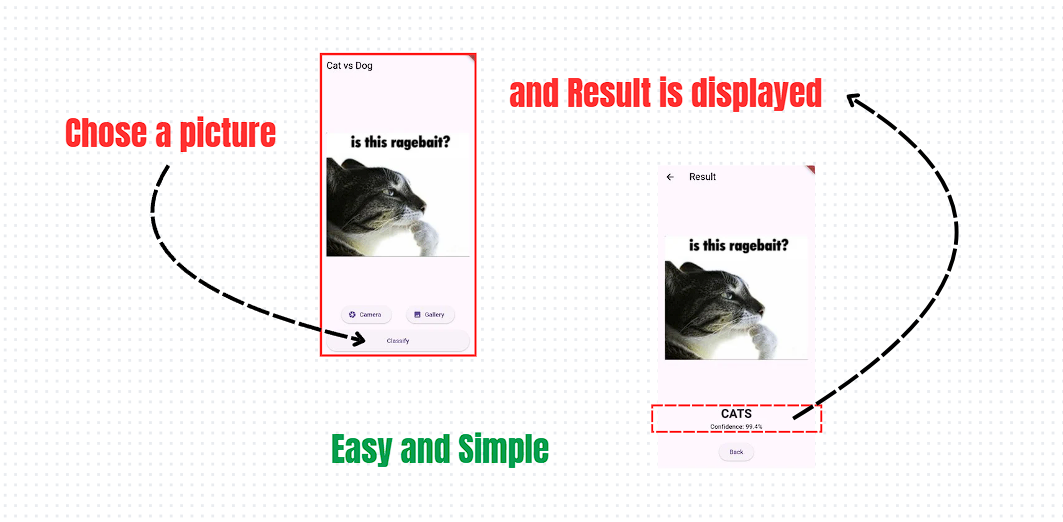 Chose a picture
Cat vs Dog
is this ragebait?
Camera
Gallery
Classify
and Result is displayed
Result
is this ragebait?
CATS
Confidence: 99.4%
Back
Easy and Simple